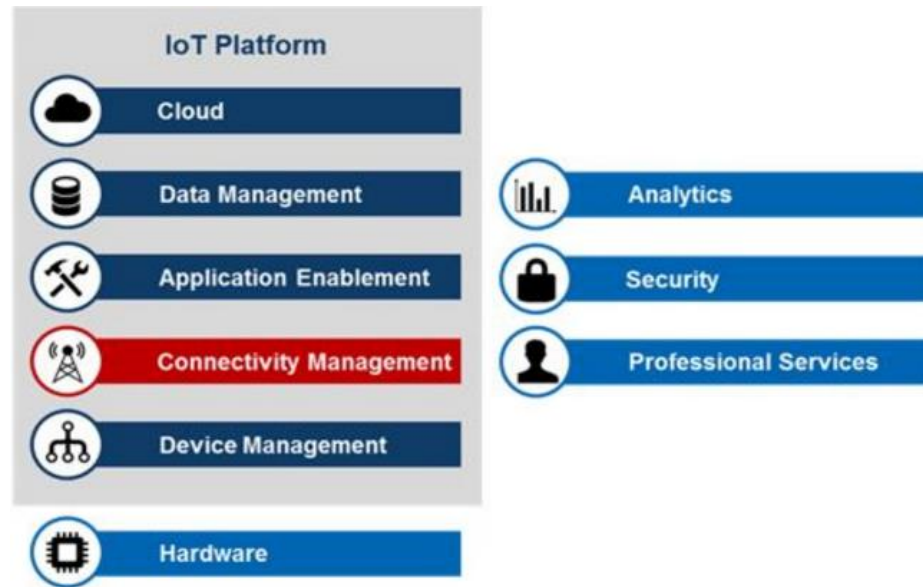 IoT Platform
Cloud
Data Management
Application Enablement
Connectivity Management
Device Management
Hardware
Analytics
Security
Professional Services